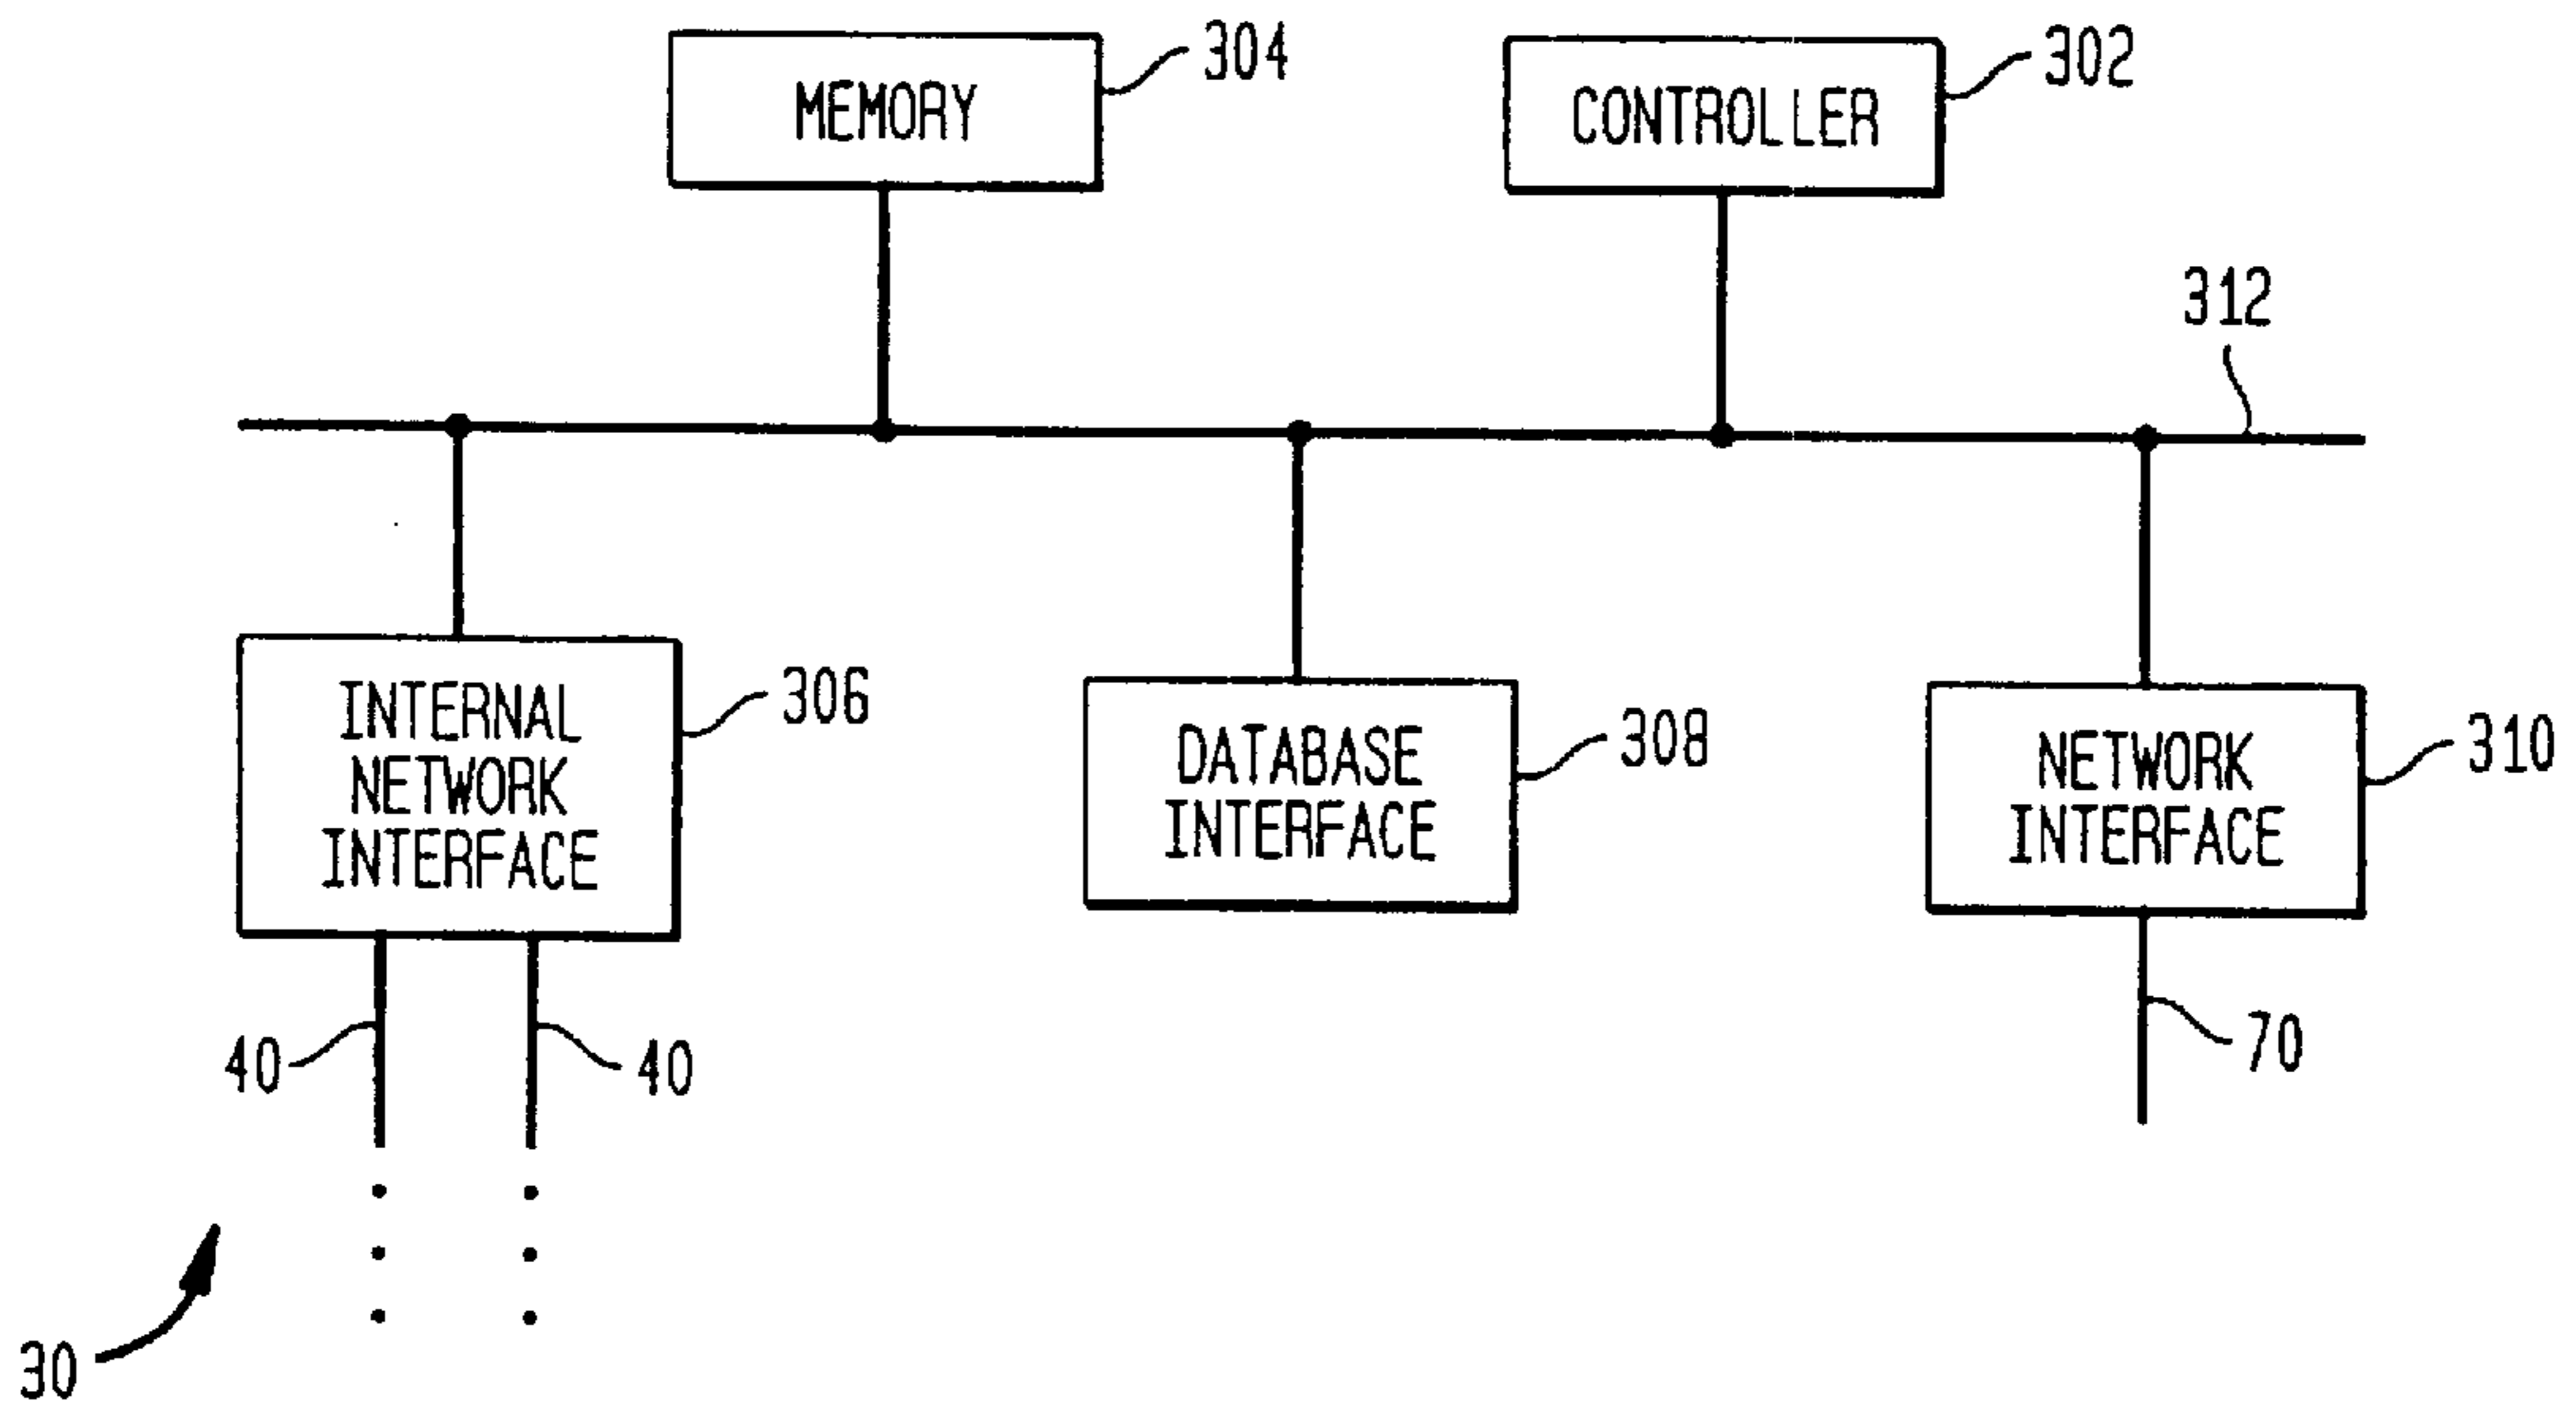 MEMORY
304
CONTROLLER
302
312
INTERNAL
NETWORK
INTERFACE
306
DATABASE
INTERFACE
308
NETWORK
INTERFACE
310
40
40
70
30